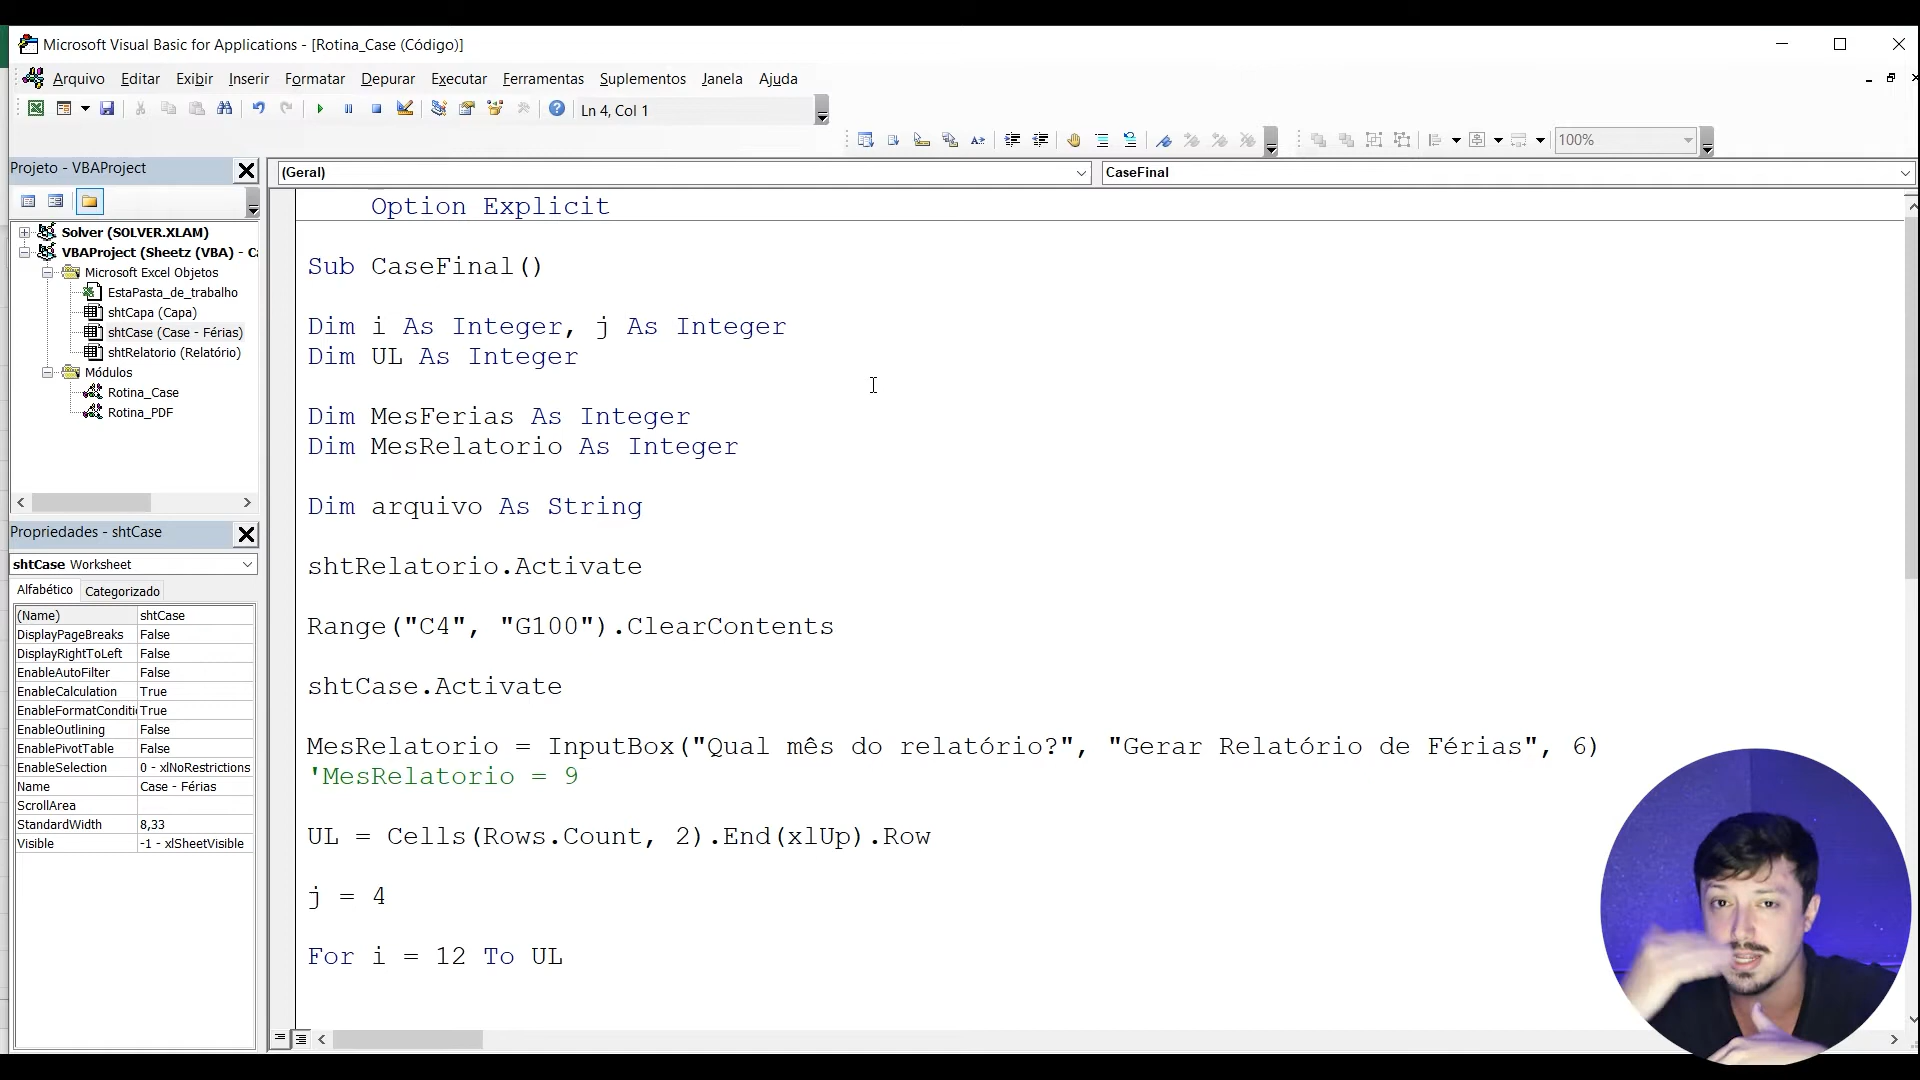 Microsoft Visual Basic for Applications - [Rotina_Case (Código)]
Arquivo Editar Exibir Inserir Formatar Depurar Executar Ferramentas Suplementos Janela Ajuda
Ln 4, Col 1
100%
Projeto - VBAProject
(Geral)
CaseFinal
Solver (SOLVER.XLAM)
VBAProject (Sheetz (VBA) - Ca
Microsoft Excel Objetos
EstaPasta_de_trabalho
shtCapa (Capa)
shtCase (Case - Férias)
shtRelatorio (Relatório)
Módulos
Rotina_Case
Rotina_PDF
Propriedades - shtCase
shtCase Worksheet
Alfabético Categorizado
(Name) shtCase
DisplayPageBreaks False
DisplayRightToLeft False
EnableAutoFilter False
EnableCalculation True
EnableFormatConditi True
EnableOutlining False
EnablePivotTable False
EnableSelection 0 - xlNoRestrictions
Name Case - Férias
ScrollArea
StandardWidth 8,33
Visible -1 - xlSheetVisible
Option Explicit
Sub CaseFinal()
Dim i As Integer, j As Integer
Dim UL As Integer
Dim MesFerias As Integer
Dim MesRelatorio As Integer
Dim arquivo As String
shtRelatorio.Activate
Range("C4", "G100").ClearContents
shtCase.Activate
MesRelatorio = InputBox("Qual mês do relatório?", "Gerar Relatório de Férias", 6)
'MesRelatorio = 9
UL = Cells(Rows.Count, 2).End(xlUp).Row
j = 4
For i = 12 To UL